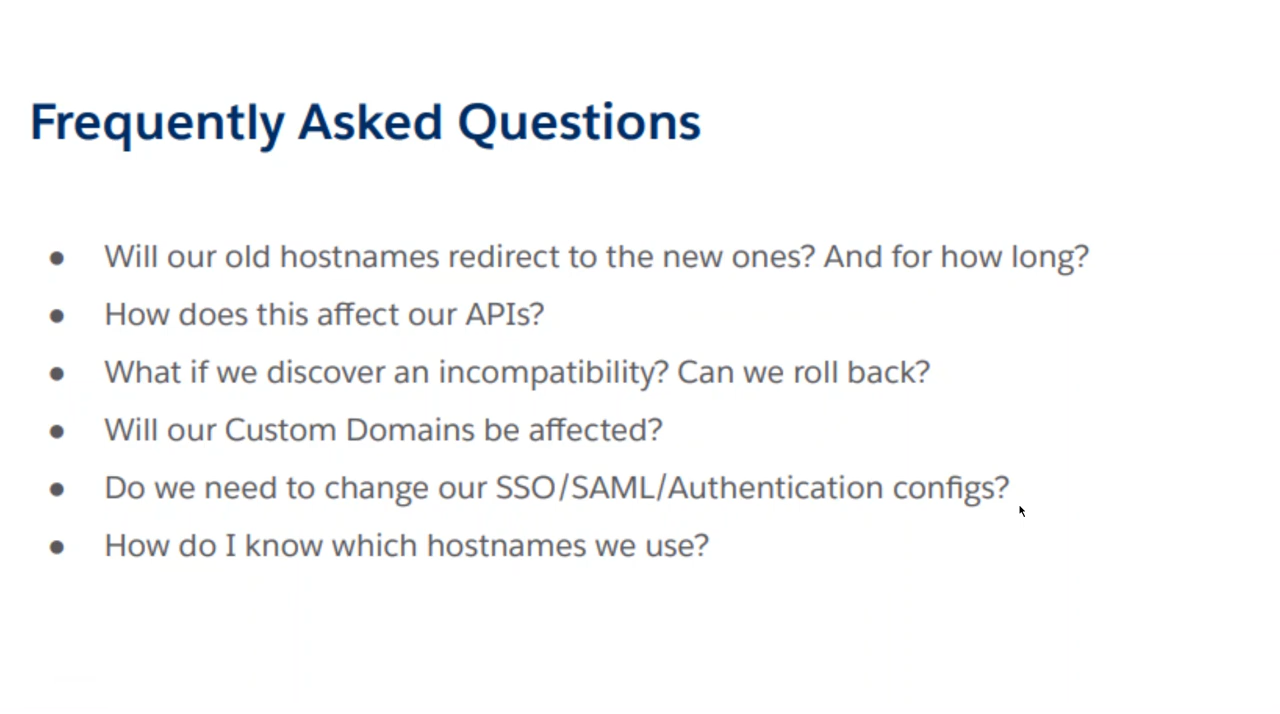 Frequently Asked Questions
● Will our old hostnames redirect to the new ones? And for how long?
● How does this affect our APIs?
● What if we discover an incompatibility? Can we roll back?
● Will our Custom Domains be affected?
● Do we need to change our SSO/SAML/Authentication configs?
● How do I know which hostnames we use?